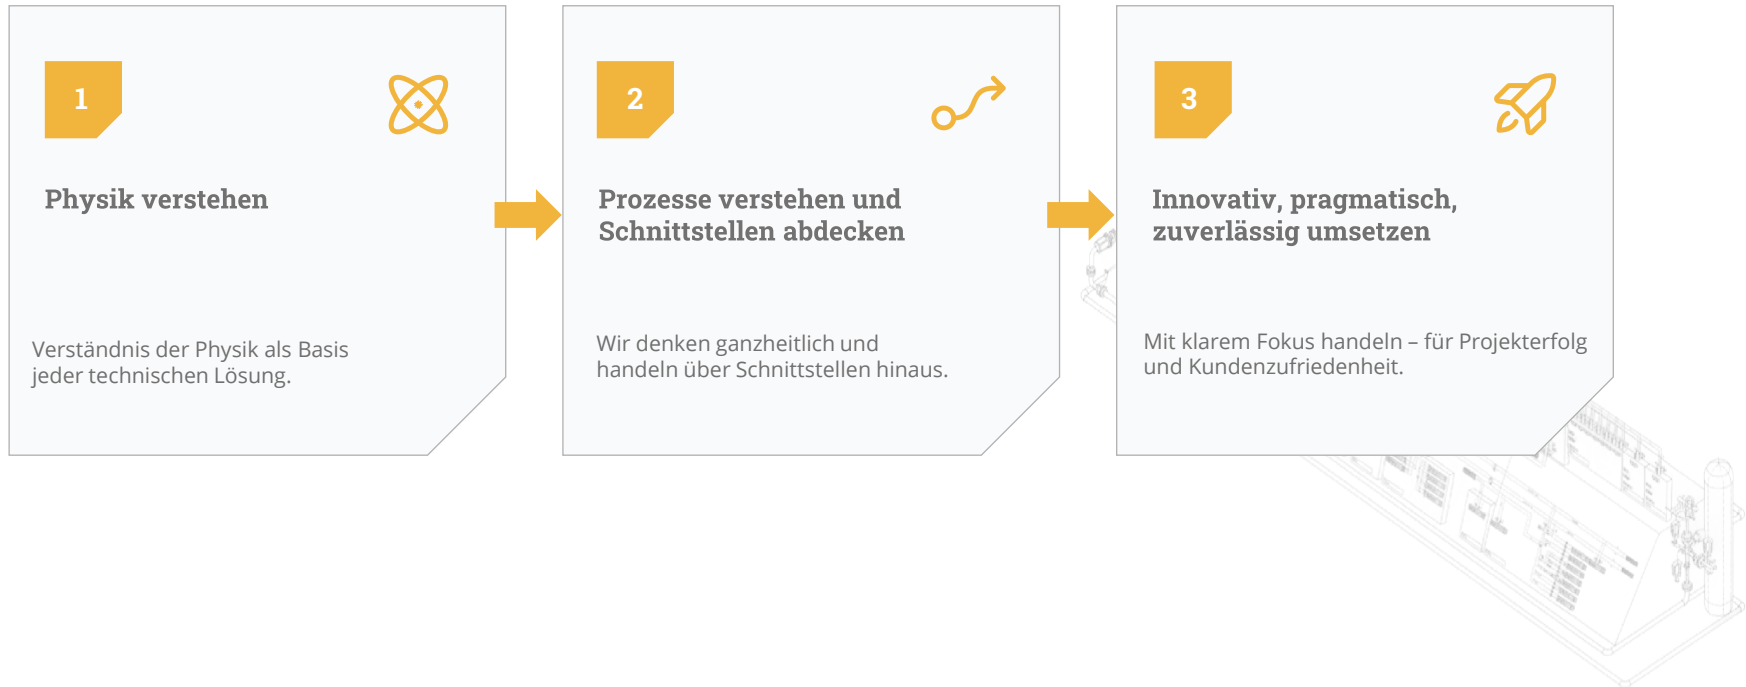 1
Physik verstehen
Verständnis der Physik als Basis
jeder technischen Lösung.
2
Prozesse verstehen und
Schnittstellen abdecken
Wir denken ganzheitlich und
handeln über Schnittstellen hinaus.
3
Innovativ, pragmatisch,
zuverlässig umsetzen
Mit klarem Fokus handeln – für Projekterfolg
und Kundenzufriedenheit.